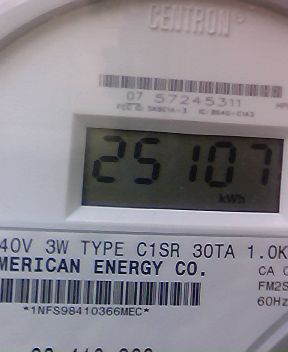 CENTRON®
07 57245311
25107
kWh
40V 3W TYPE C1SR 30TA 1.0K
MERICAN ENERGY CO.
CA 0
FM2S
60Hz
*1NFS98410366MEC*